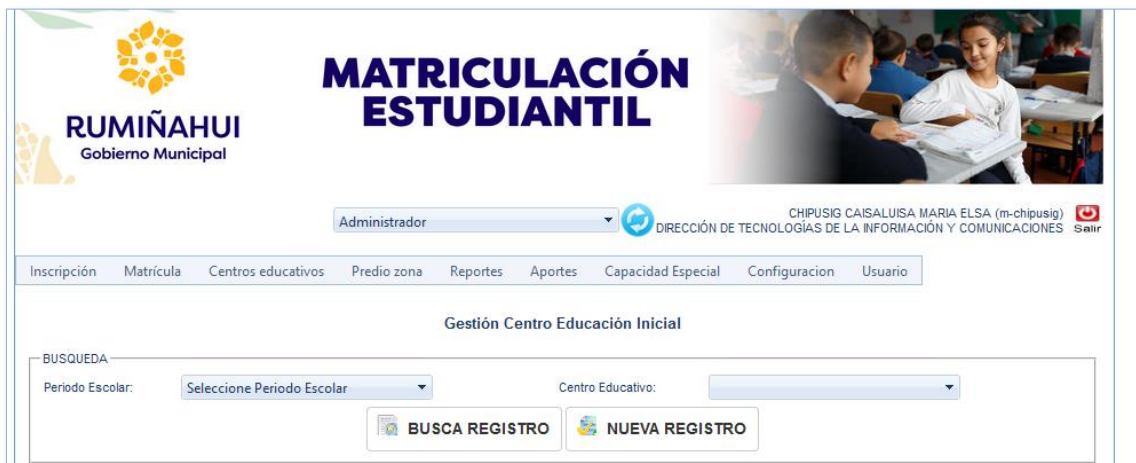 RUMIÑAHUI
Gobierno Municipal
MATRICULACIÓN
ESTUDIANTIL
Administrador
CHIPUSIG CAISALUISA MARIA ELSA (m-chipusig)
DIRECCIÓN DE TECNOLOGÍAS DE LA INFORMACIÓN Y COMUNICACIONES
Salir
Inscripción Matrícula Centros educativos Predio zona Reportes Aportes Capacidad Especial Configuracion Usuario
Gestión Centro Educación Inicial
BUSQUEDA
Periodo Escolar: Seleccione Periodo Escolar Centro Educativo:
BUSCA REGISTRO NUEVA REGISTRO